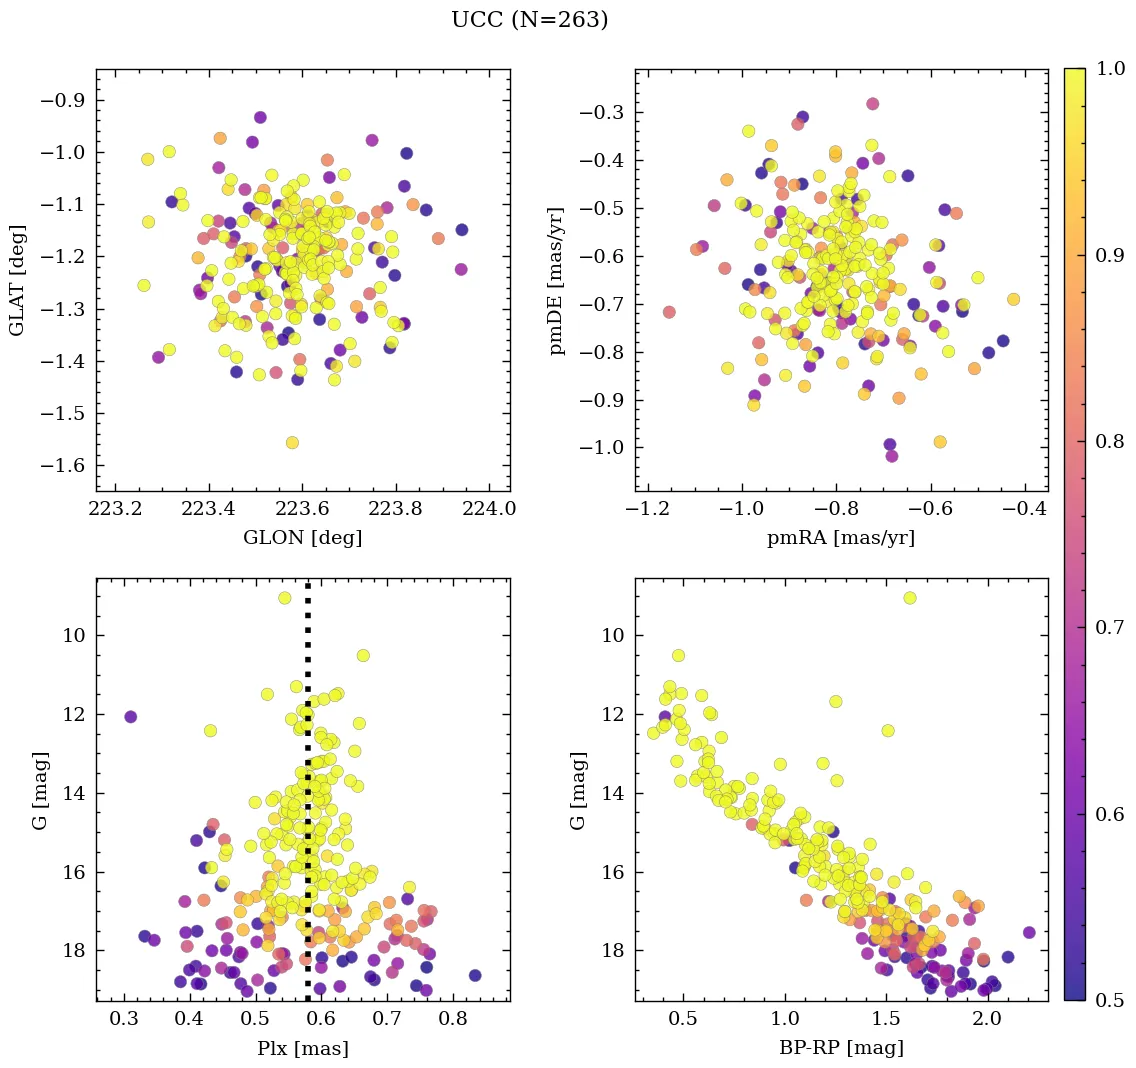 UCC (N=263)
−0.9
−1.0
−1.1
−1.2
−1.3
−1.4
−1.5
−1.6
GLAT [deg]
223.2 223.4 223.6 223.8 224.0
GLON [deg]
−0.3
−0.4
−0.5
−0.6
−0.7
−0.8
−0.9
−1.0
pmDE [mas/yr]
−1.2 −1.0 −0.8 −0.6 −0.4
pmRA [mas/yr]
10
12
14
16
18
G [mag]
0.3 0.4 0.5 0.6 0.7 0.8
Plx [mas]
10
12
14
16
18
G [mag]
0.5 1.0 1.5 2.0
BP-RP [mag]
1.0
0.9
0.8
0.7
0.6
0.5